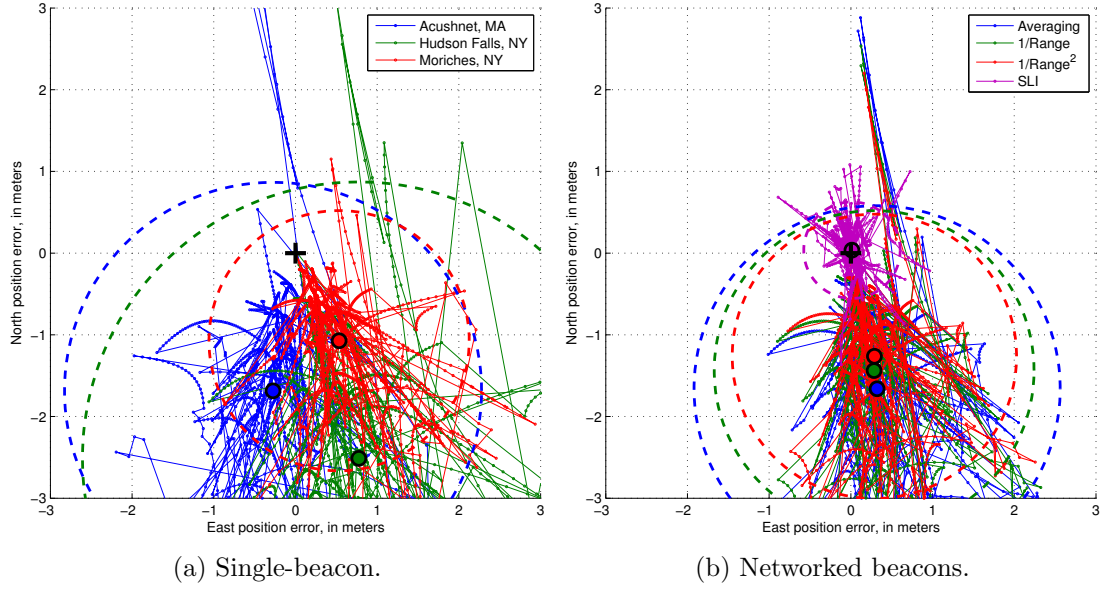 3
2
1
0
−1
−2
−3
−3
−2
−1
0
1
2
3
North position error, in meters
East position error, in meters
Acushnet, MA
Hudson Falls, NY
Moriches, NY
(a) Single-beacon.
3
2
1
0
−1
−2
−3
−3
−2
−1
0
1
2
3
North position error, in meters
East position error, in meters
Averaging
1/Range
1/Range²
SLI
(b) Networked beacons.